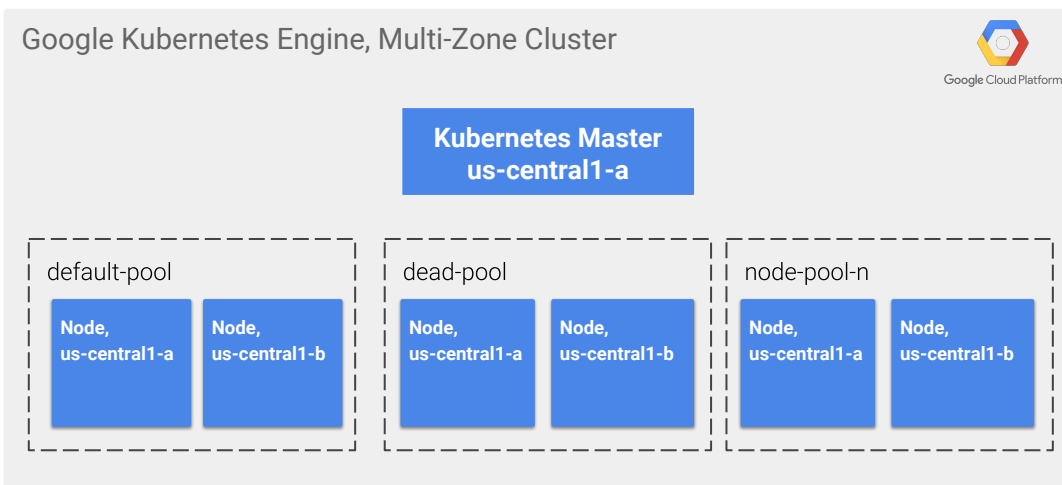 Google Kubernetes Engine, Multi-Zone Cluster
Google Cloud Platform
Kubernetes Master
us-central1-a
default-pool
Node,
us-central1-a
Node,
us-central1-b
dead-pool
Node,
us-central1-a
Node,
us-central1-b
node-pool-n
Node,
us-central1-a
Node,
us-central1-b